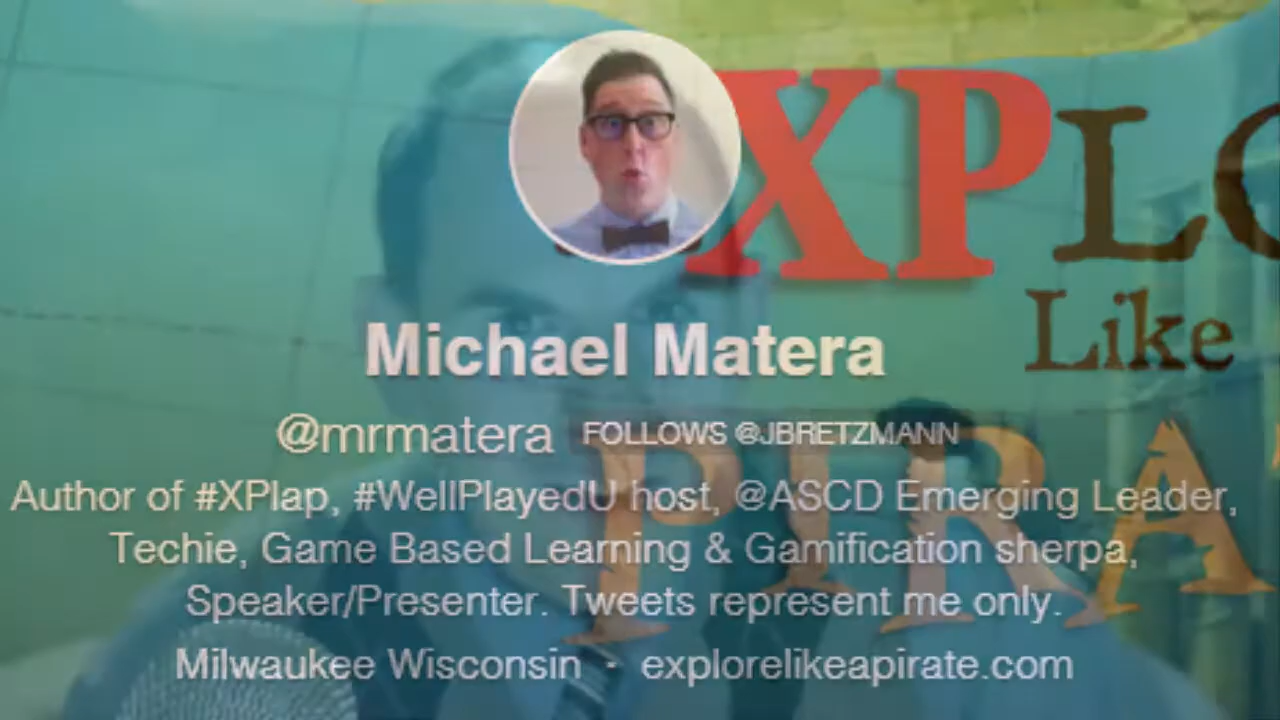 XPLO
Like
PIRA
Michael Matera
@mrmatera FOLLOWS @JBRETZMANN
Author of #XPlap, #WellPlayedU host, @ASCD Emerging Leader,
Techie, Game Based Learning & Gamification sherpa,
Speaker/Presenter. Tweets represent me only.
Milwaukee Wisconsin · explorelikeapirate.com